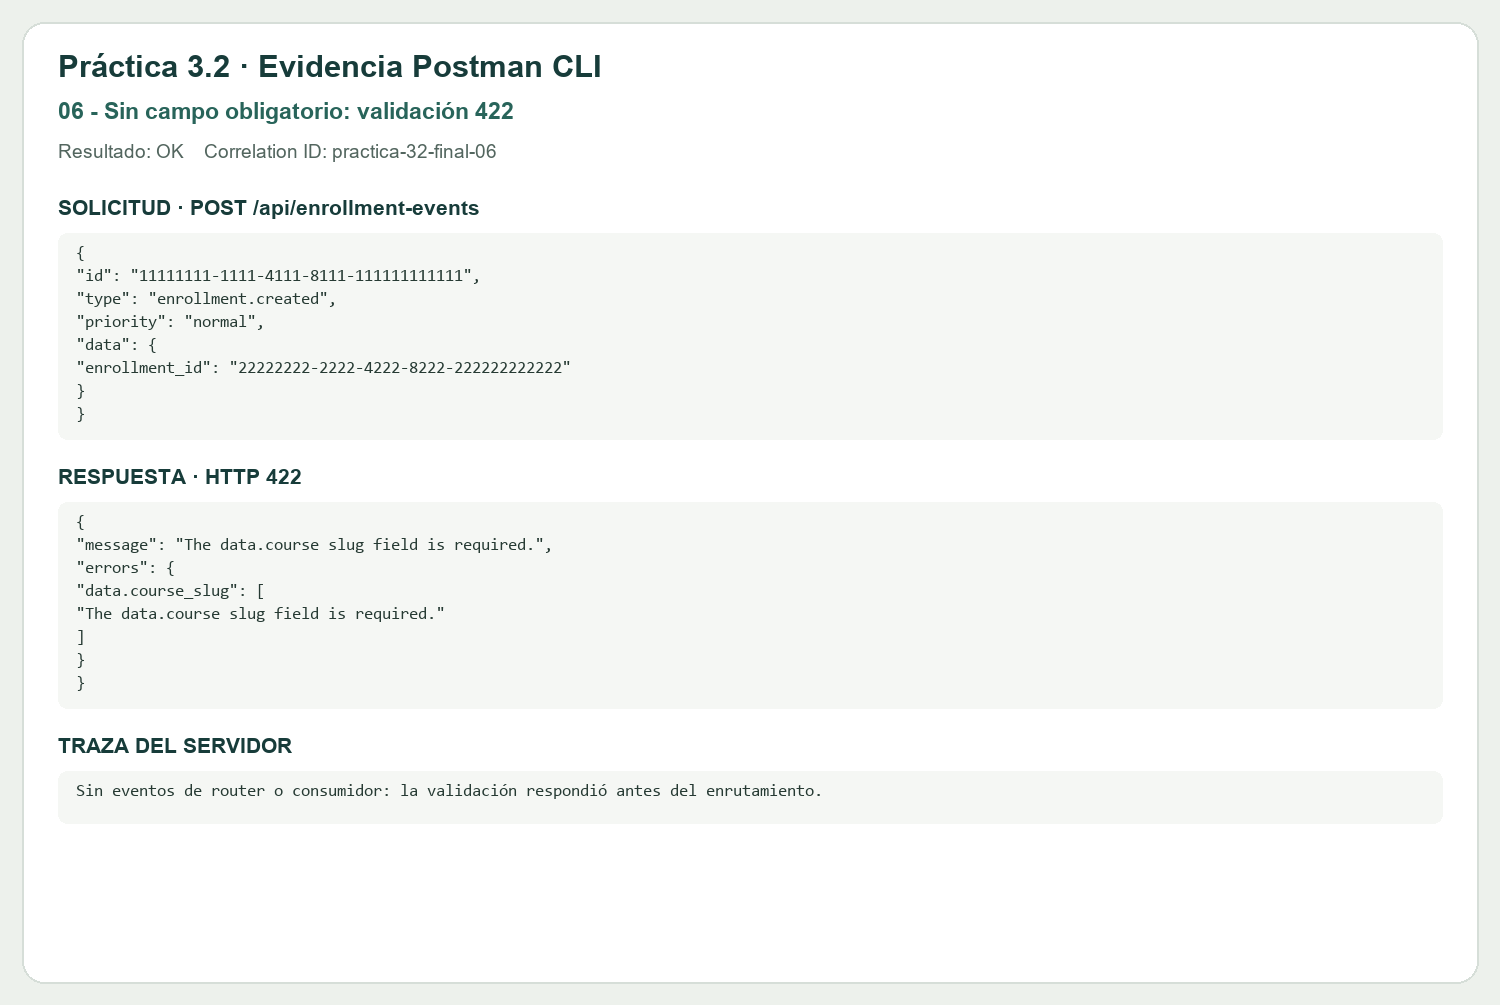 Práctica 3.2 · Evidencia Postman CLI
06 - Sin campo obligatorio: validación 422
Resultado: OK    Correlation ID: practica-32-final-06
SOLICITUD · POST /api/enrollment-events
{
"id": "11111111-1111-4111-8111-111111111111",
"type": "enrollment.created",
"priority": "normal",
"data": {
"enrollment_id": "22222222-2222-4222-8222-222222222222"
}
}
RESPUESTA · HTTP 422
{
"message": "The data.course slug field is required.",
"errors": {
"data.course_slug": [
"The data.course slug field is required."
]
}
}
TRAZA DEL SERVIDOR
Sin eventos de router o consumidor: la validación respondió antes del enrutamiento.